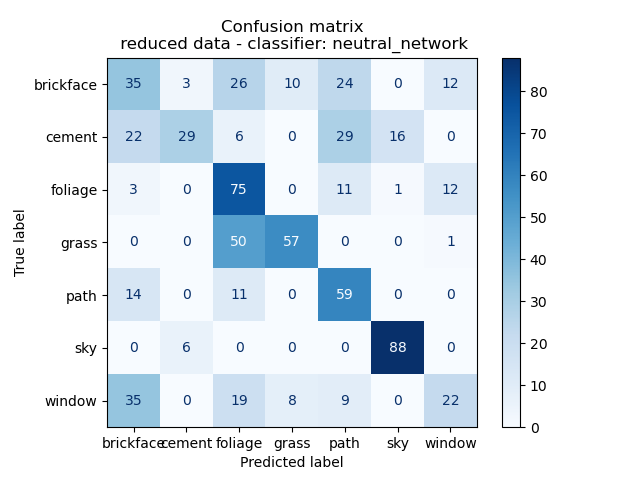 Confusion matrix
reduced data - classifier: neutral_network
brickface 35 3 26 10 24 0 12
cement 22 29 6 0 29 16 0
foliage 3 0 75 0 11 1 12
grass 0 0 50 57 0 0 1
path 14 0 11 0 59 0 0
sky 0 6 0 0 0 88 0
window 35 0 19 8 9 0 22
brickface cement foliage grass path sky window
Predicted label
True label
80
70
60
50
40
30
20
10
0